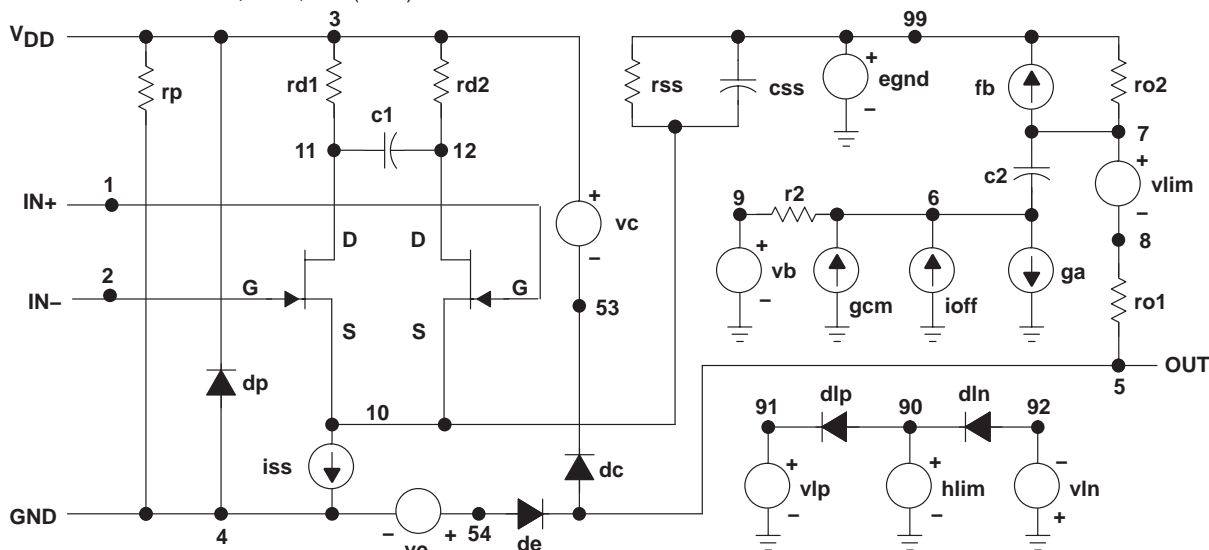 3
99
VDD
rp
rd1
rd2
rss
css
egnd
+
−
fb
ro2
c1
11
12
7
c2
+
vlim
−
1
IN+
9
r2
6
8
D
D
+
vc
−
2
IN−
G
G
+
vb
−
gcm
ioff
ga
53
ro1
S
S
OUT
5
dp
10
dlp
dln
91
90
92
iss
dc
+
vlp
−
+
hlim
−
−
vln
+
GND
4
−
+
54
de